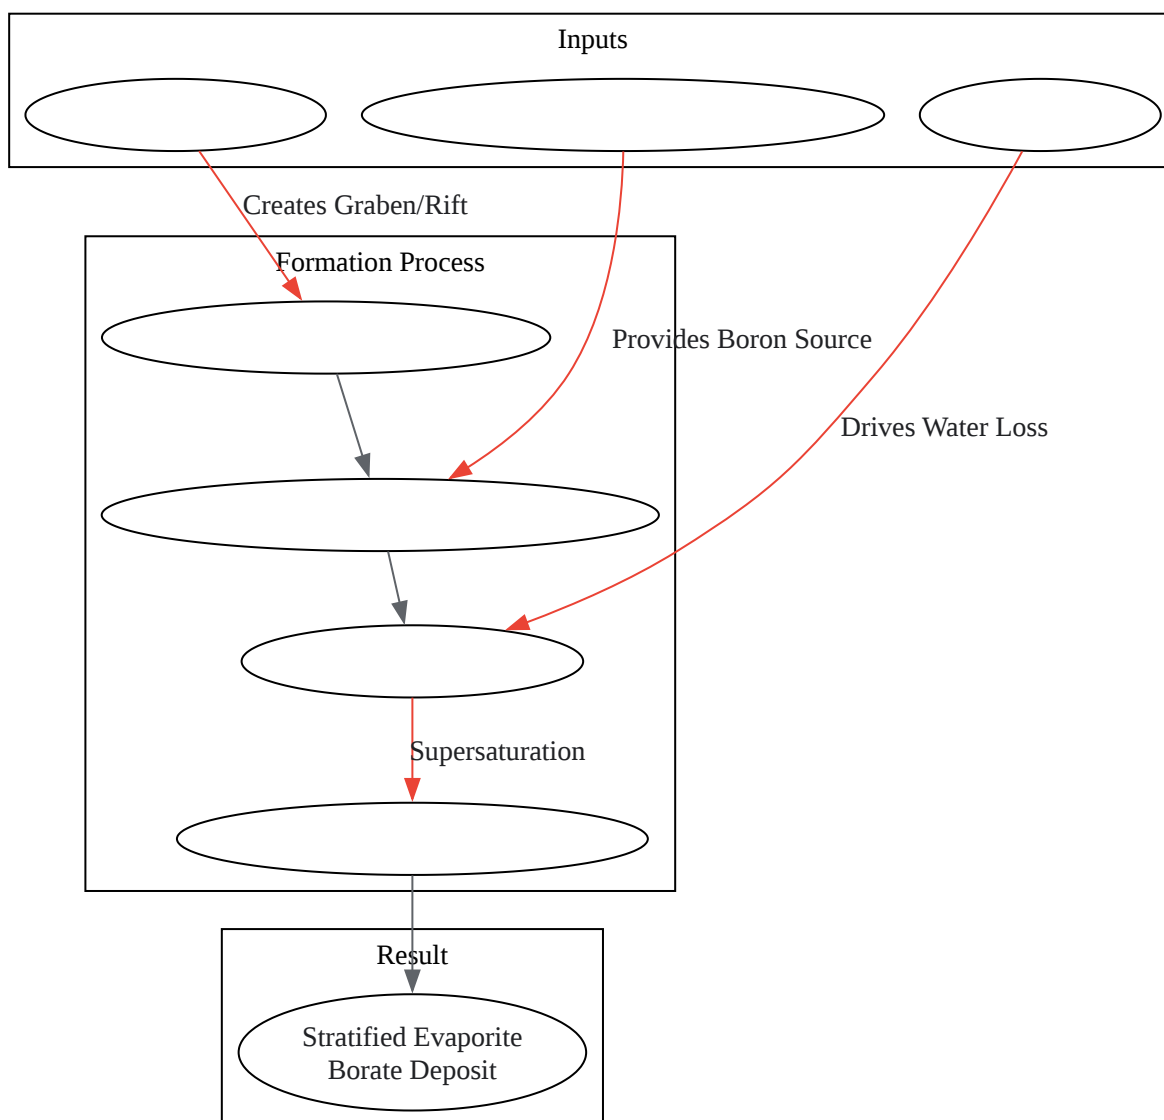 Inputs
Creates Graben/Rift
Formation Process
Provides Boron Source
Drives Water Loss
Supersaturation
Result
Stratified Evaporite
Borate Deposit